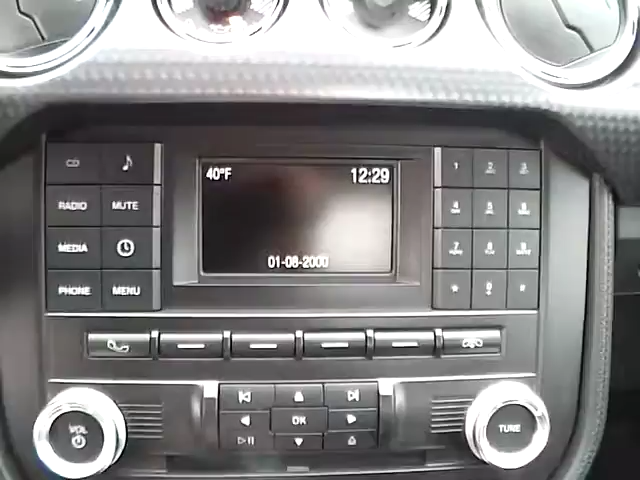 40°F 12:29
01-08-2000
CD
RADIO MUTE
MEDIA
PHONE MENU
1 2 3
4 5 6
7 8 9
* 0 #
VOL
OK
TUNE